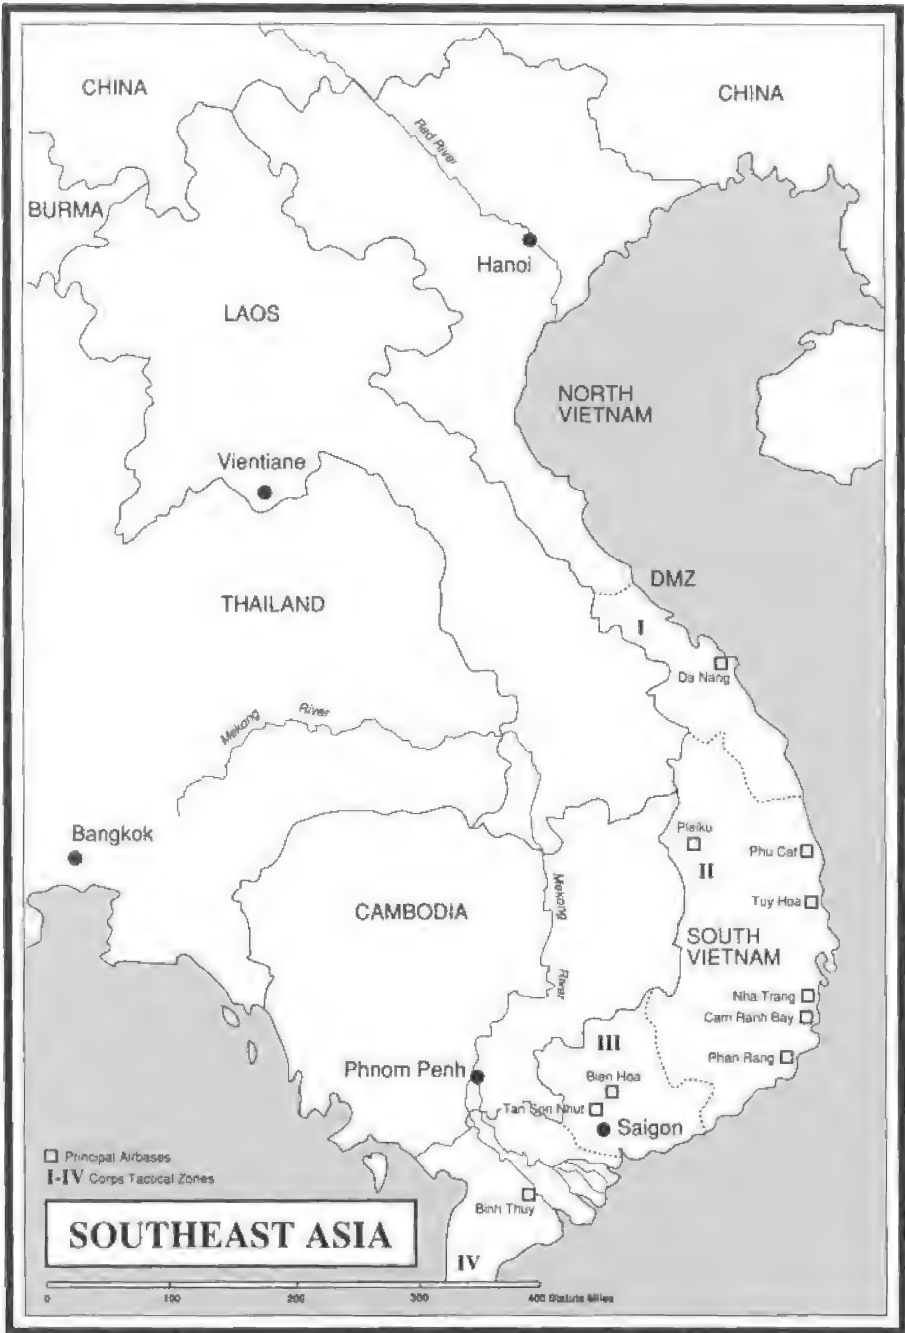 CHINA
CHINA
Red River
BURMA
Hanoi
LAOS
NORTH
VIETNAM
Vientiane
DMZ
THAILAND
I
Da Nang
Mekong River
Pleiku
Bangkok
Phu Cat
II
Mekong River
Tuy Hoa
CAMBODIA
SOUTH
VIETNAM
Nha Trang
Cam Ranh Bay
III
Phan Rang
Phnom Penh
Bien Hoa
Tan Son Nhut
Saigon
Principal Airbases
I-IV Corps Tactical Zones
Binh Thuy
SOUTHEAST ASIA
IV
0 100 200 300 400 Statute Miles